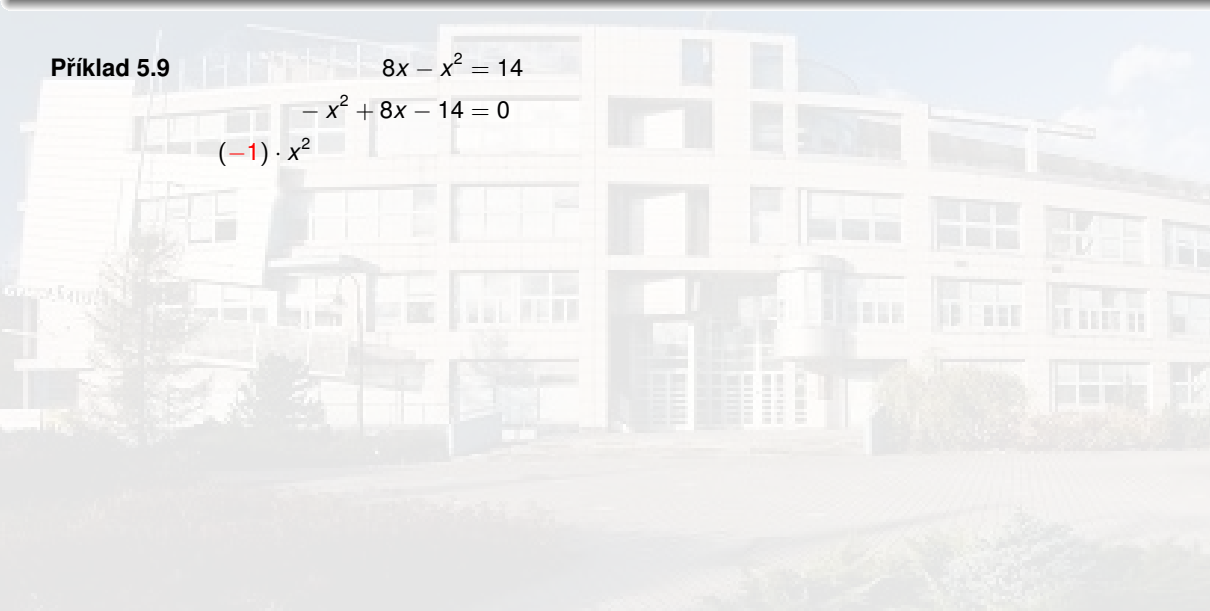 Příklad 5.9 8x − x² = 14
− x² + 8x − 14 = 0
(−1) · x²